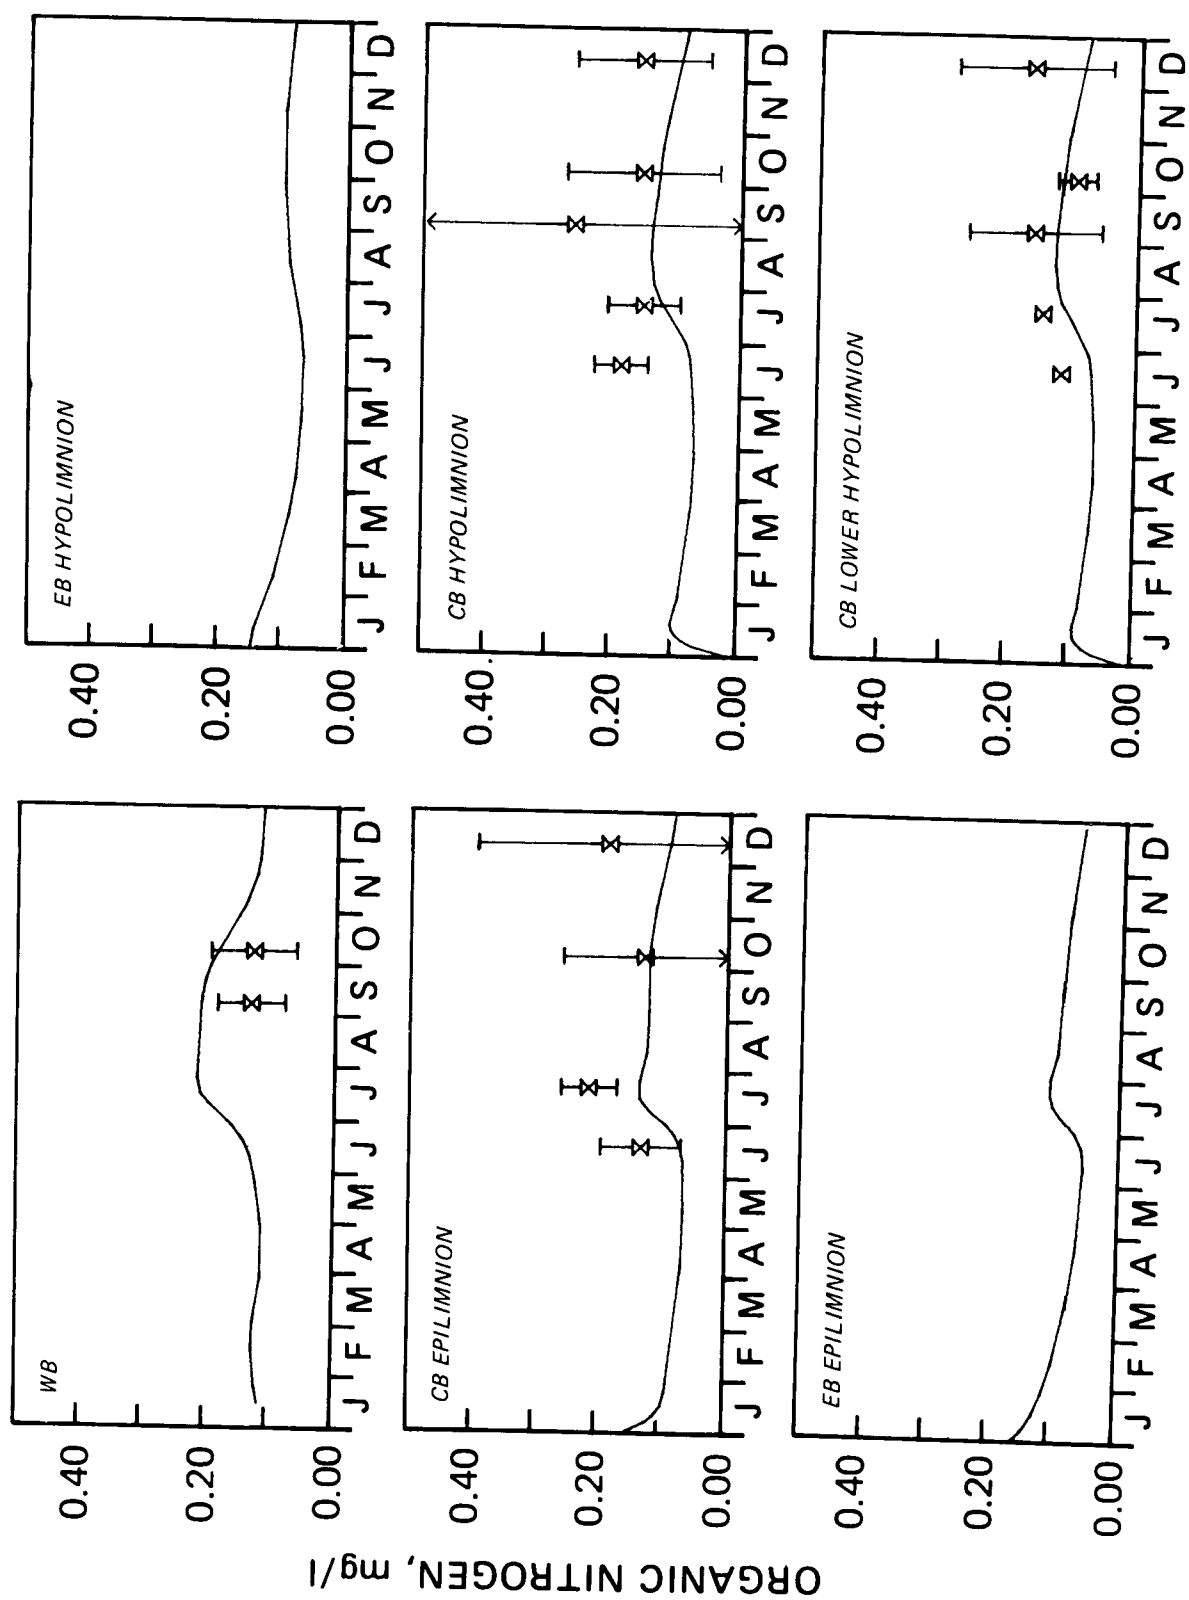 ORGANIC NITROGEN, mg/l
WB
0.40
0.20
0.00
J F M A M J J A S O N D
EB HYPOLIMNION
0.40
0.20
0.00
J F M A M J J A S O N D
CB EPILIMNION
0.40
0.20
0.00
J F M A M J J A S O N D
CB HYPOLIMNION
0.40
0.20
0.00
J F M A M J J A S O N D
EB EPILIMNION
0.40
0.20
0.00
J F M A M J J A S O N D
CB LOWER HYPOLIMNION
0.40
0.20
0.00
J F M A M J J A S O N D